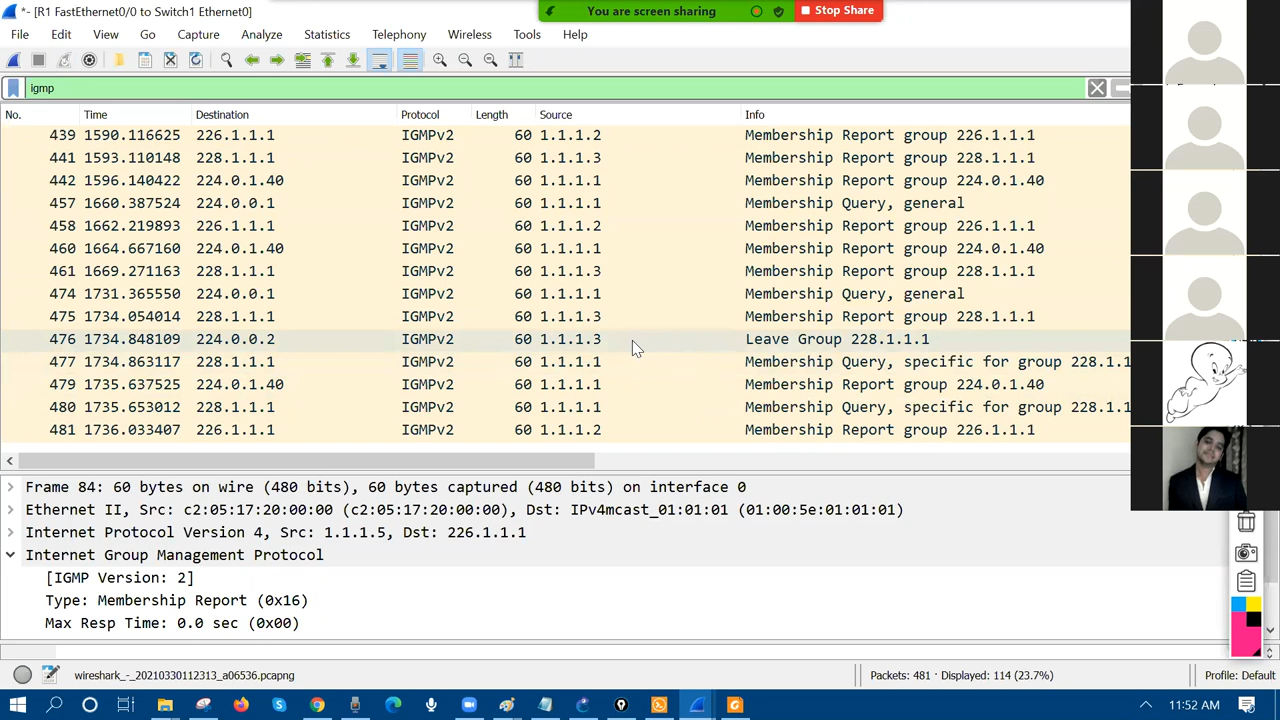 *- [R1 FastEthernet0/0 to Switch1 Ethernet0]
You are screen sharing
Stop Share
File Edit View Go Capture Analyze Statistics Telephony Wireless Tools Help
igmp
No. Time Destination Protocol Length Source Info
439 1590.116625 226.1.1.1 IGMPv2 60 1.1.1.2 Membership Report group 226.1.1.1
441 1593.110148 228.1.1.1 IGMPv2 60 1.1.1.3 Membership Report group 228.1.1.1
442 1596.140422 224.0.1.40 IGMPv2 60 1.1.1.1 Membership Report group 224.0.1.40
457 1660.387524 224.0.0.1 IGMPv2 60 1.1.1.1 Membership Query, general
458 1662.219893 226.1.1.1 IGMPv2 60 1.1.1.2 Membership Report group 226.1.1.1
460 1664.667160 224.0.1.40 IGMPv2 60 1.1.1.1 Membership Report group 224.0.1.40
461 1669.271163 228.1.1.1 IGMPv2 60 1.1.1.3 Membership Report group 228.1.1.1
474 1731.365550 224.0.0.1 IGMPv2 60 1.1.1.1 Membership Query, general
475 1734.054014 228.1.1.1 IGMPv2 60 1.1.1.3 Membership Report group 228.1.1.1
476 1734.848109 224.0.0.2 IGMPv2 60 1.1.1.3 Leave Group 228.1.1.1
477 1734.863117 228.1.1.1 IGMPv2 60 1.1.1.1 Membership Query, specific for group 228.1.1
479 1735.637525 224.0.1.40 IGMPv2 60 1.1.1.1 Membership Report group 224.0.1.40
480 1735.653012 228.1.1.1 IGMPv2 60 1.1.1.1 Membership Query, specific for group 228.1.1
481 1736.033407 226.1.1.1 IGMPv2 60 1.1.1.2 Membership Report group 226.1.1.1
Frame 84: 60 bytes on wire (480 bits), 60 bytes captured (480 bits) on interface 0
Ethernet II, Src: c2:05:17:20:00:00 (c2:05:17:20:00:00), Dst: IPv4mcast_01:01:01 (01:00:5e:01:01:01)
Internet Protocol Version 4, Src: 1.1.1.5, Dst: 226.1.1.1
Internet Group Management Protocol
[IGMP Version: 2]
Type: Membership Report (0x16)
Max Resp Time: 0.0 sec (0x00)
wireshark_-_20210330112313_a06536.pcapng
Packets: 481 · Displayed: 114 (23.7%)
Profile: Default
11:52 AM